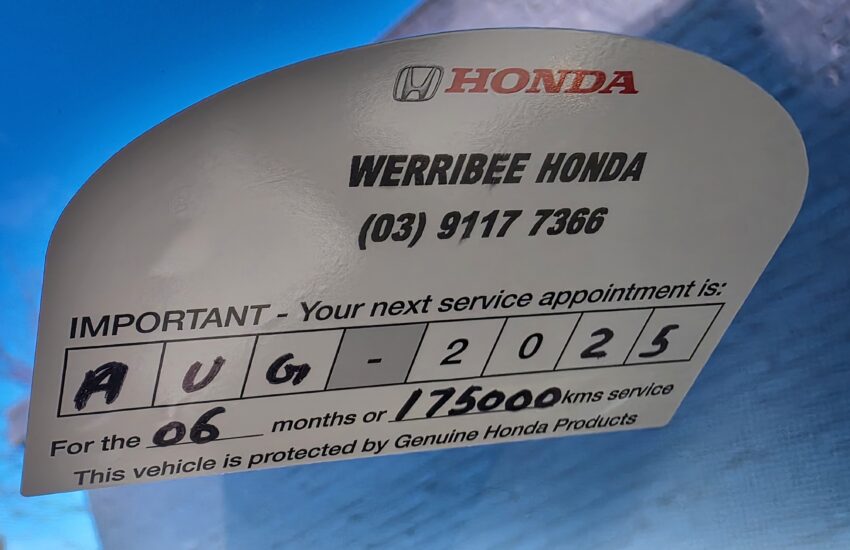 HONDA
WERRIBEE HONDA
(03) 9117 7366
IMPORTANT - Your next service appointment is:
AUG - 2025
For the 06 months or 175000 kms service
This vehicle is protected by Genuine Honda Products